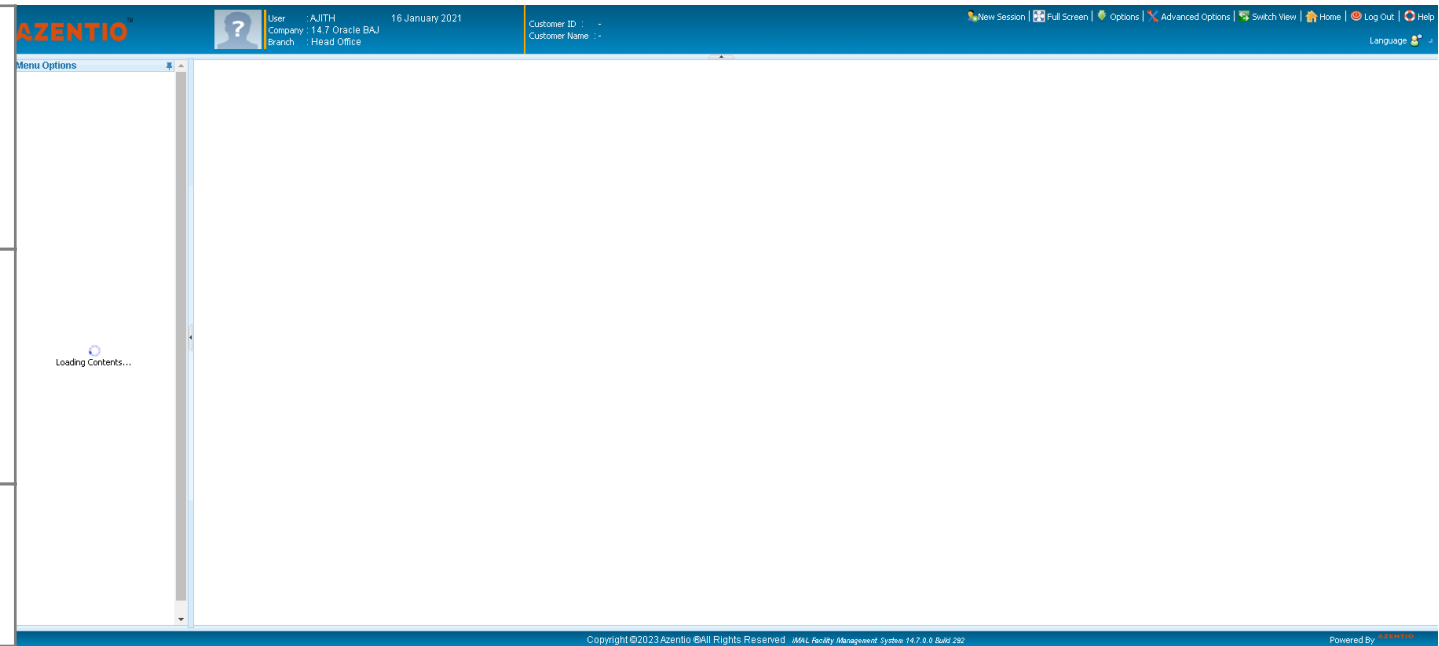 AZENTIO™
User : AJITH 16 January 2021
Company : 14.7 Oracle BAJ
Branch : Head Office
Customer ID : -
Customer Name : -
New Session | Full Screen | Options | Advanced Options | Switch View | Home | Log Out | Help
Language
Menu Options
Loading Contents...
Copyright ©2023 Azentio ®All Rights Reserved iMAL Facility Management System 14.7.0.0 Build 292
Powered By AZENTIO